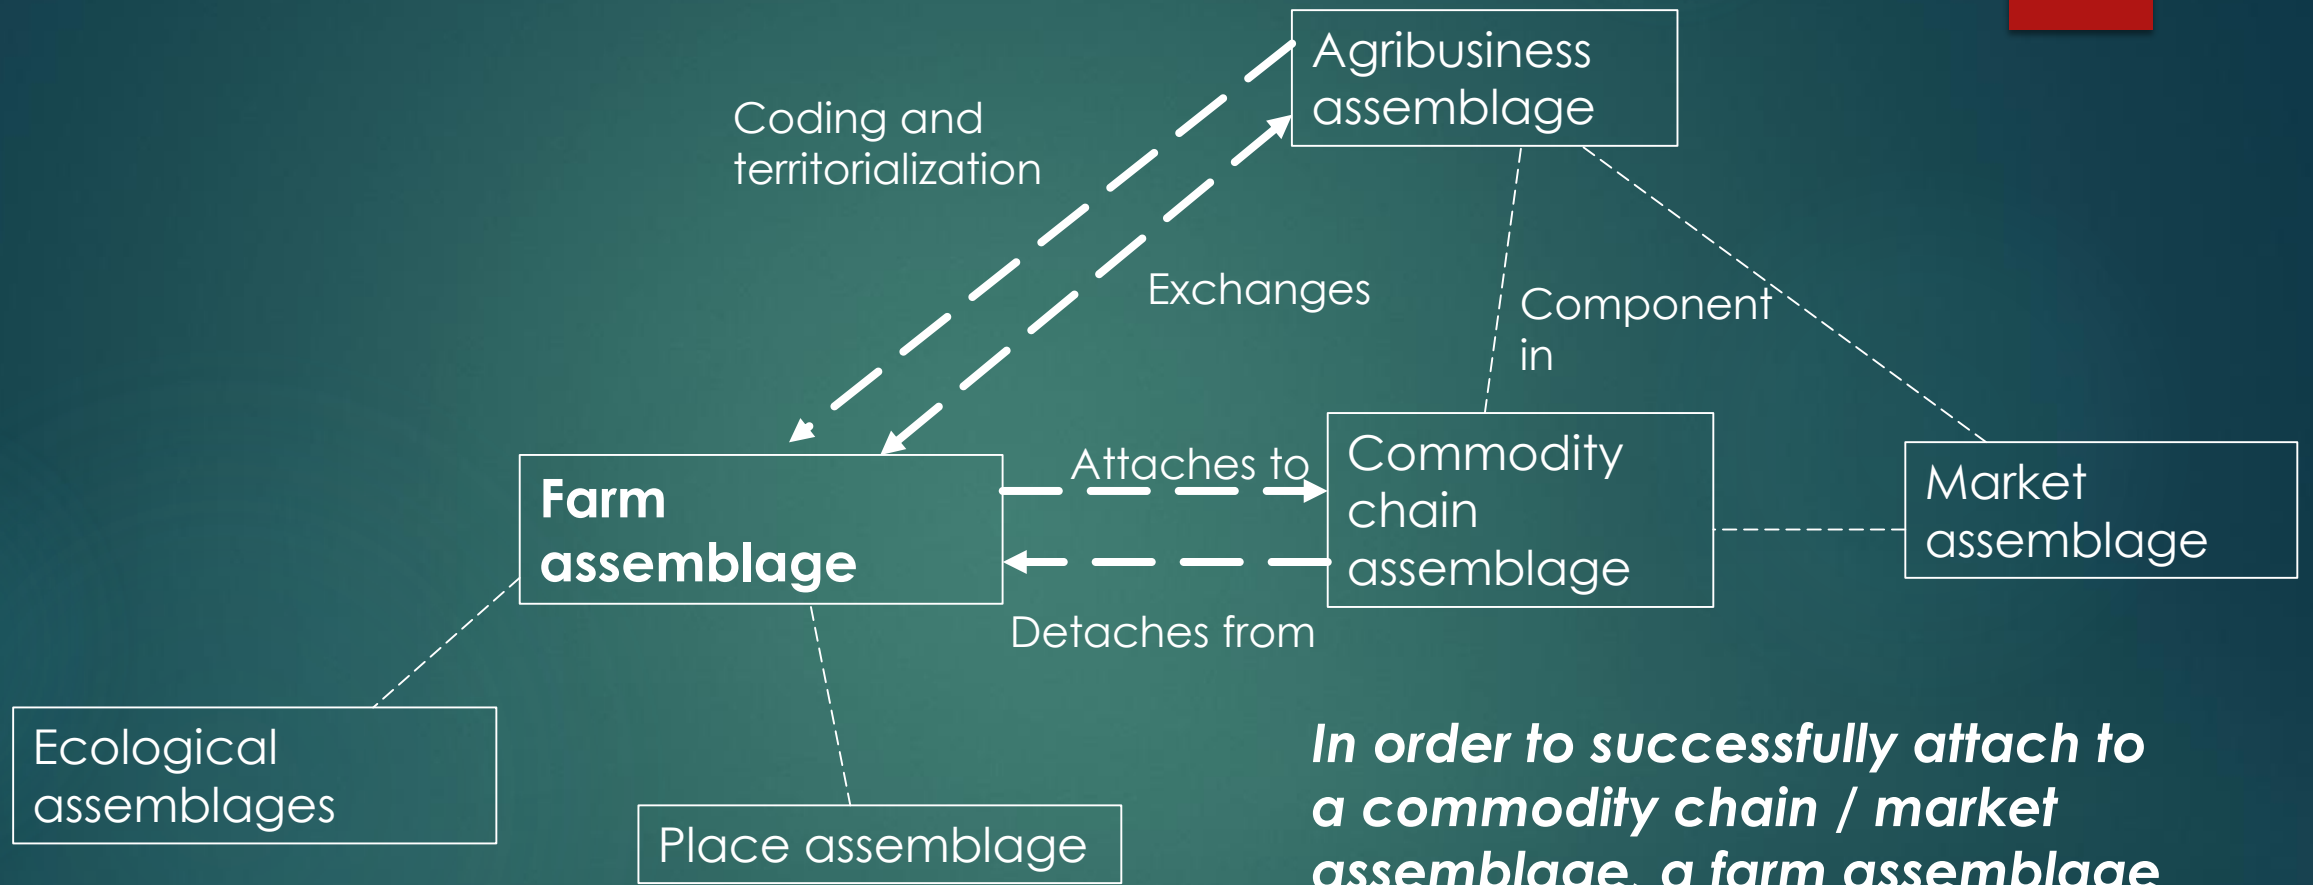 Agribusiness
assemblage
Coding and
territorialization
Exchanges
Component
in
Farm
assemblage
Attaches to
Detaches from
Commodity
chain
assemblage
Market
assemblage
Ecological
assemblages
Place assemblage
In order to successfully attach to
a commodity chain / market
assemblage, a farm assemblage